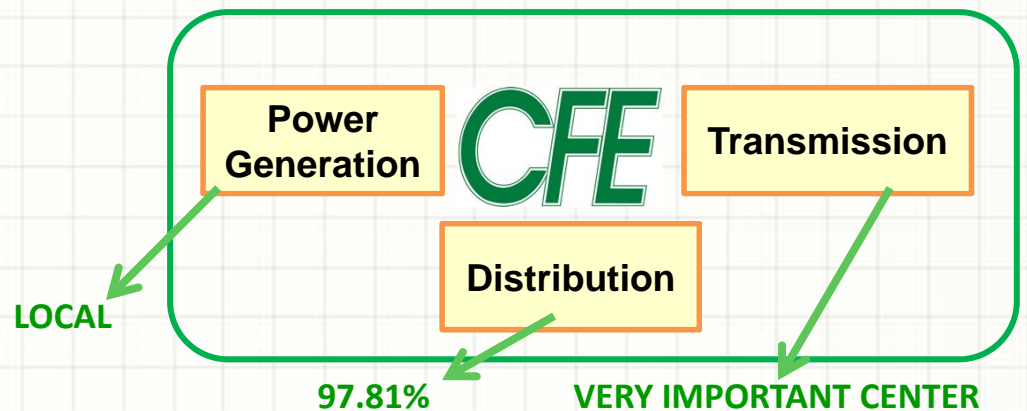 Power
Generation
CFE
Transmission
Distribution
LOCAL
97.81%
VERY IMPORTANT CENTER